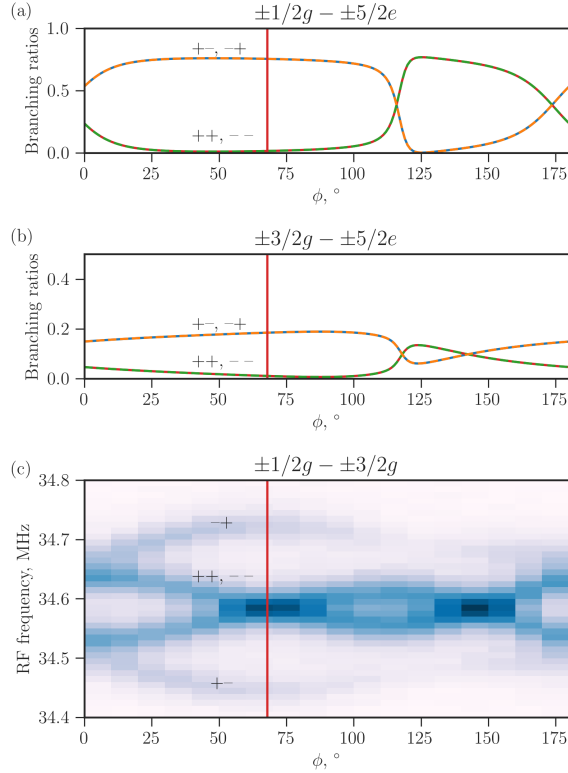 (a)
±1/2g − ±5/2e
Branching ratios
1.0
0.5
0.0
+−, −+
++, −−
0 25 50 75 100 125 150 175
ϕ, °
(b)
±3/2g − ±5/2e
Branching ratios
0.4
0.2
0.0
+−, −+
++, −−
0 25 50 75 100 125 150 175
ϕ, °
(c)
±1/2g − ±3/2g
RF frequency, MHz
34.8
34.7
34.6
34.5
34.4
−+
++, −−
+−
0 25 50 75 100 125 150 175
ϕ, °